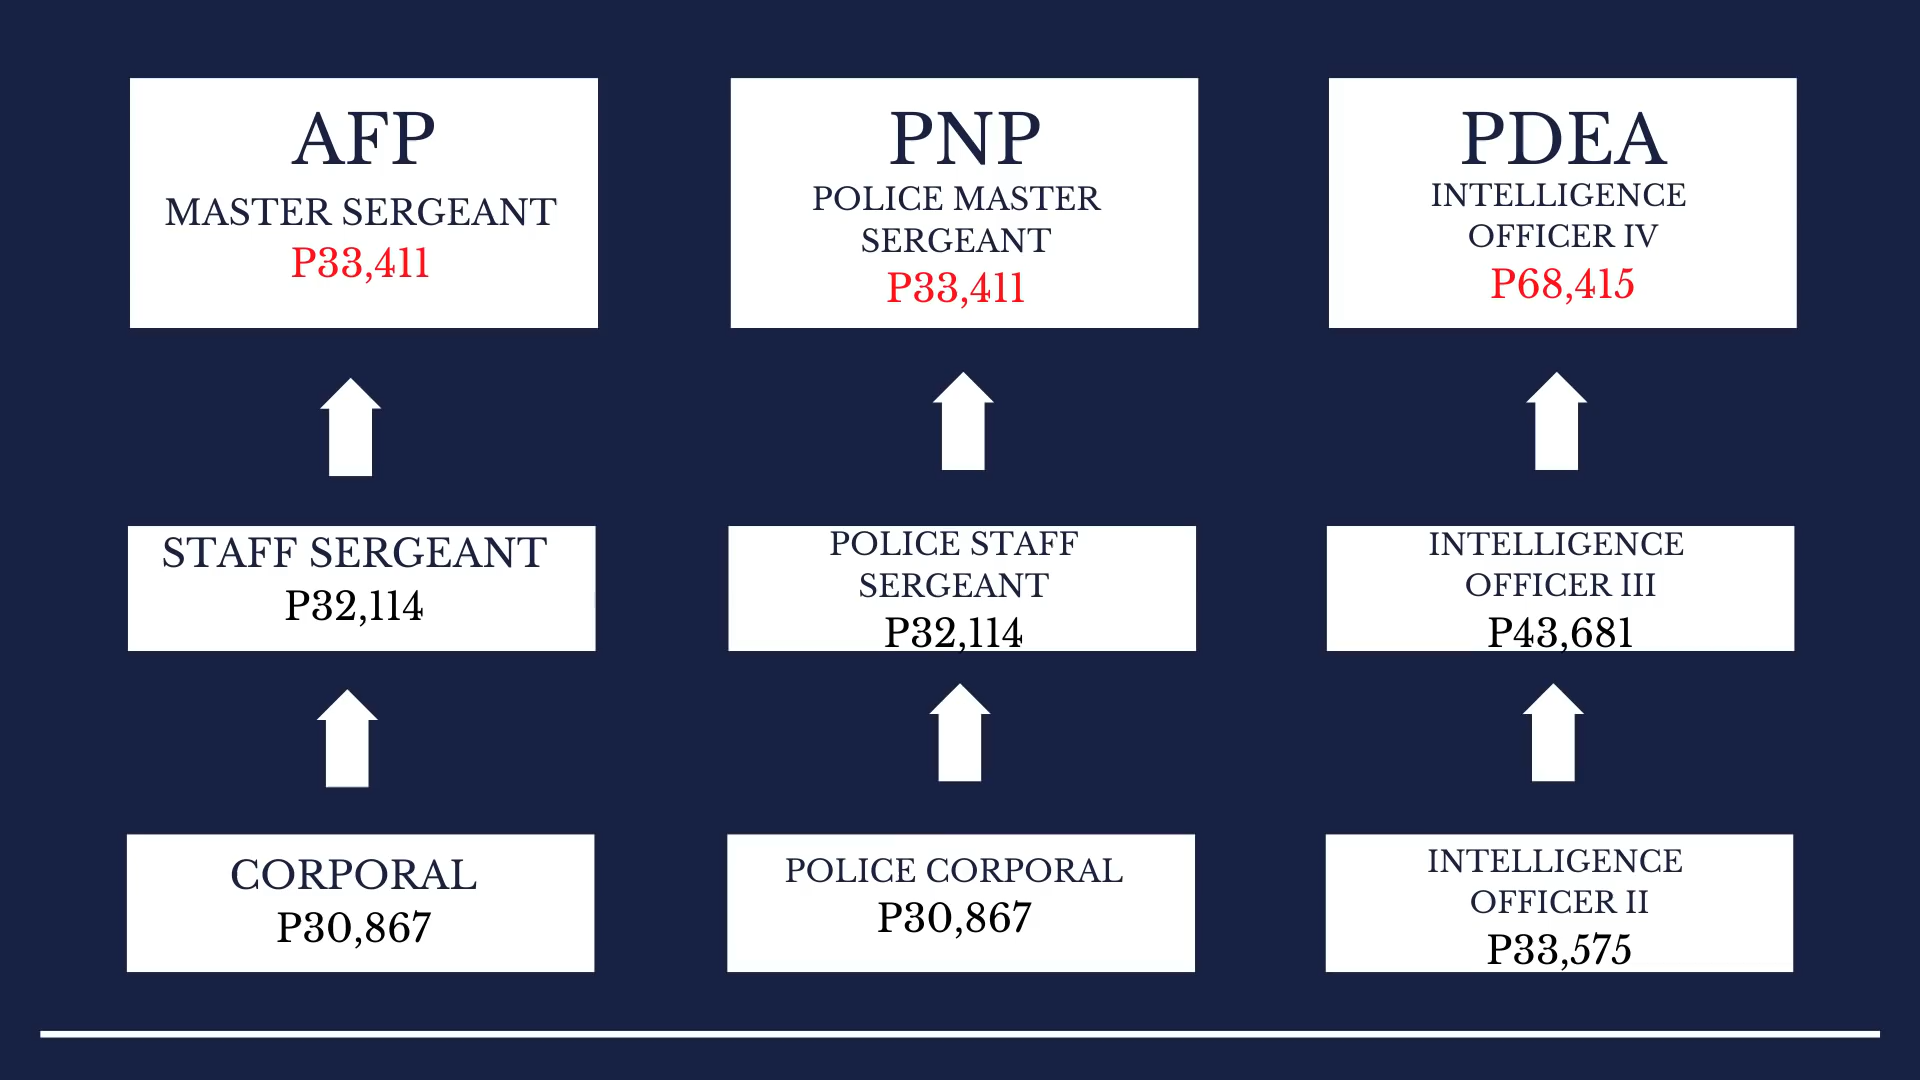 AFP
MASTER SERGEANT
P33,411
PNP
POLICE MASTER
SERGEANT
P33,411
PDEA
INTELLIGENCE
OFFICER IV
P68,415
STAFF SERGEANT
P32,114
POLICE STAFF
SERGEANT
P32,114
INTELLIGENCE
OFFICER III
P43,681
CORPORAL
P30,867
POLICE CORPORAL
P30,867
INTELLIGENCE
OFFICER II
P33,575